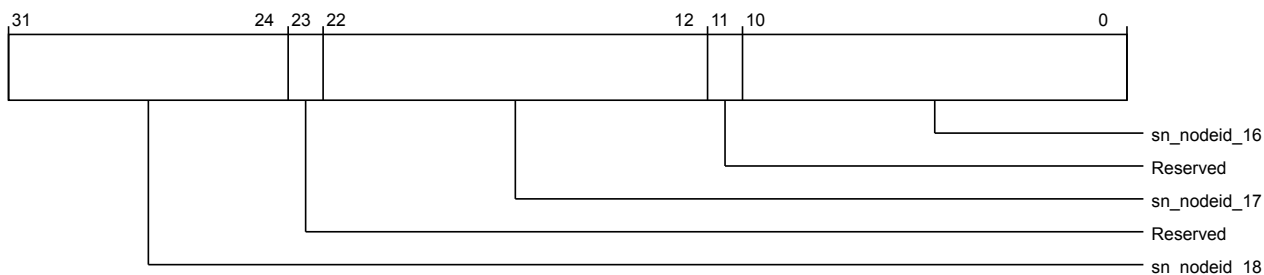 31 24 23 22 12 11 10 0
sn_nodeid_16
Reserved
sn_nodeid_17
Reserved
sn_nodeid_18